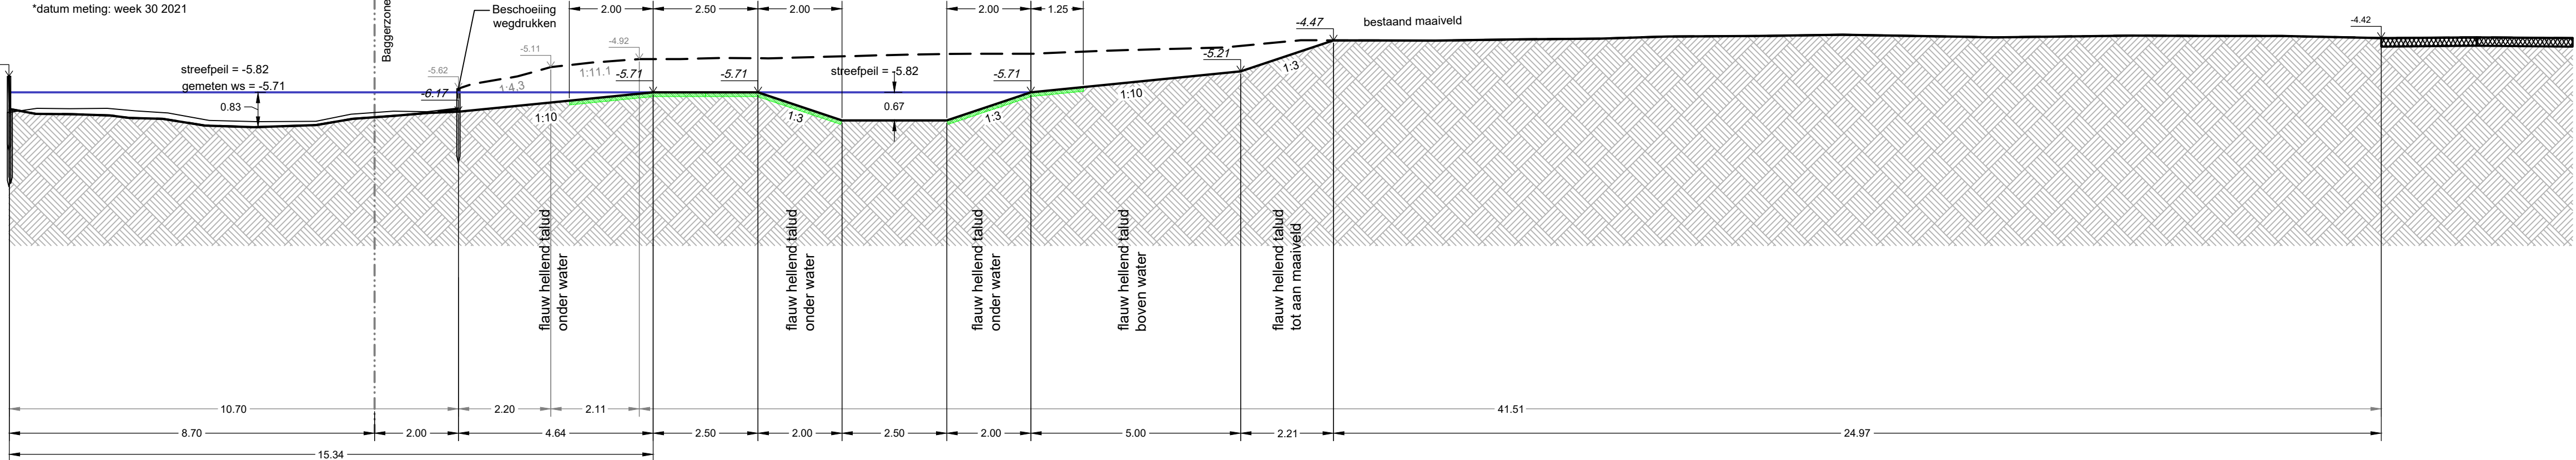 *datum meting: week 30 2021
Baggerzone
Beschoeiing
wegdrukken
2.00
2.50
2.00
2.00
1.25
-4.47
bestaand maaiveld
-4.42
-5.11
-4.92
-5.62
streefpeil = -5.82
gemeten ws = -5.71
0.83
-6.17
1:4,3
1:11.1
-5.71
-5.71
streefpeil = -5.82
0.67
-5.71
-5.21
1:10
1:3
1:3
1:10
1:3
flauw hellend talud
onder water
flauw hellend talud
onder water
flauw hellend talud
onder water
flauw hellend talud
boven water
flauw hellend talud
tot aan maaiveld
10.70
2.20
2.11
41.51
8.70
2.00
4.64
2.50
2.00
2.50
2.00
5.00
2.21
24.97
15.34